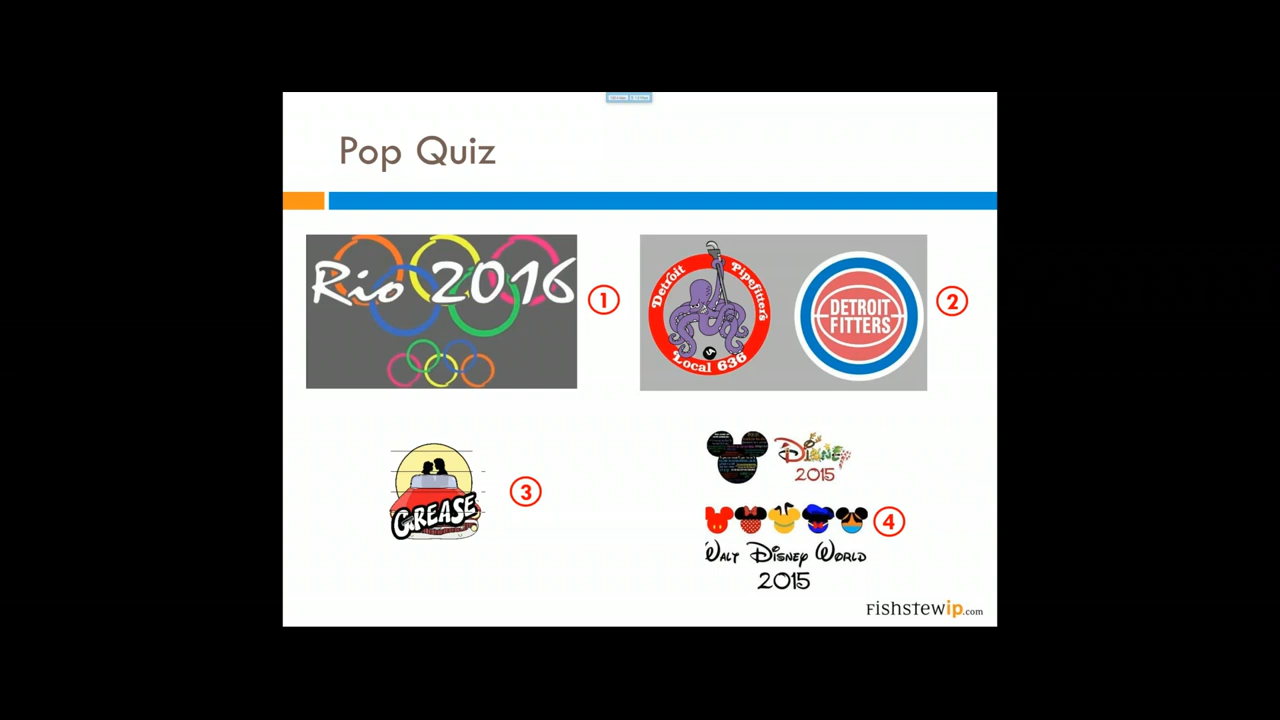 Pop Quiz
Rio 2016
1
Detroit Pipefitters
Local 636
DETROIT
FITTERS
2
GREASE
3
Disney
2015
4
Walt Disney World
2015
Fishstewip.com